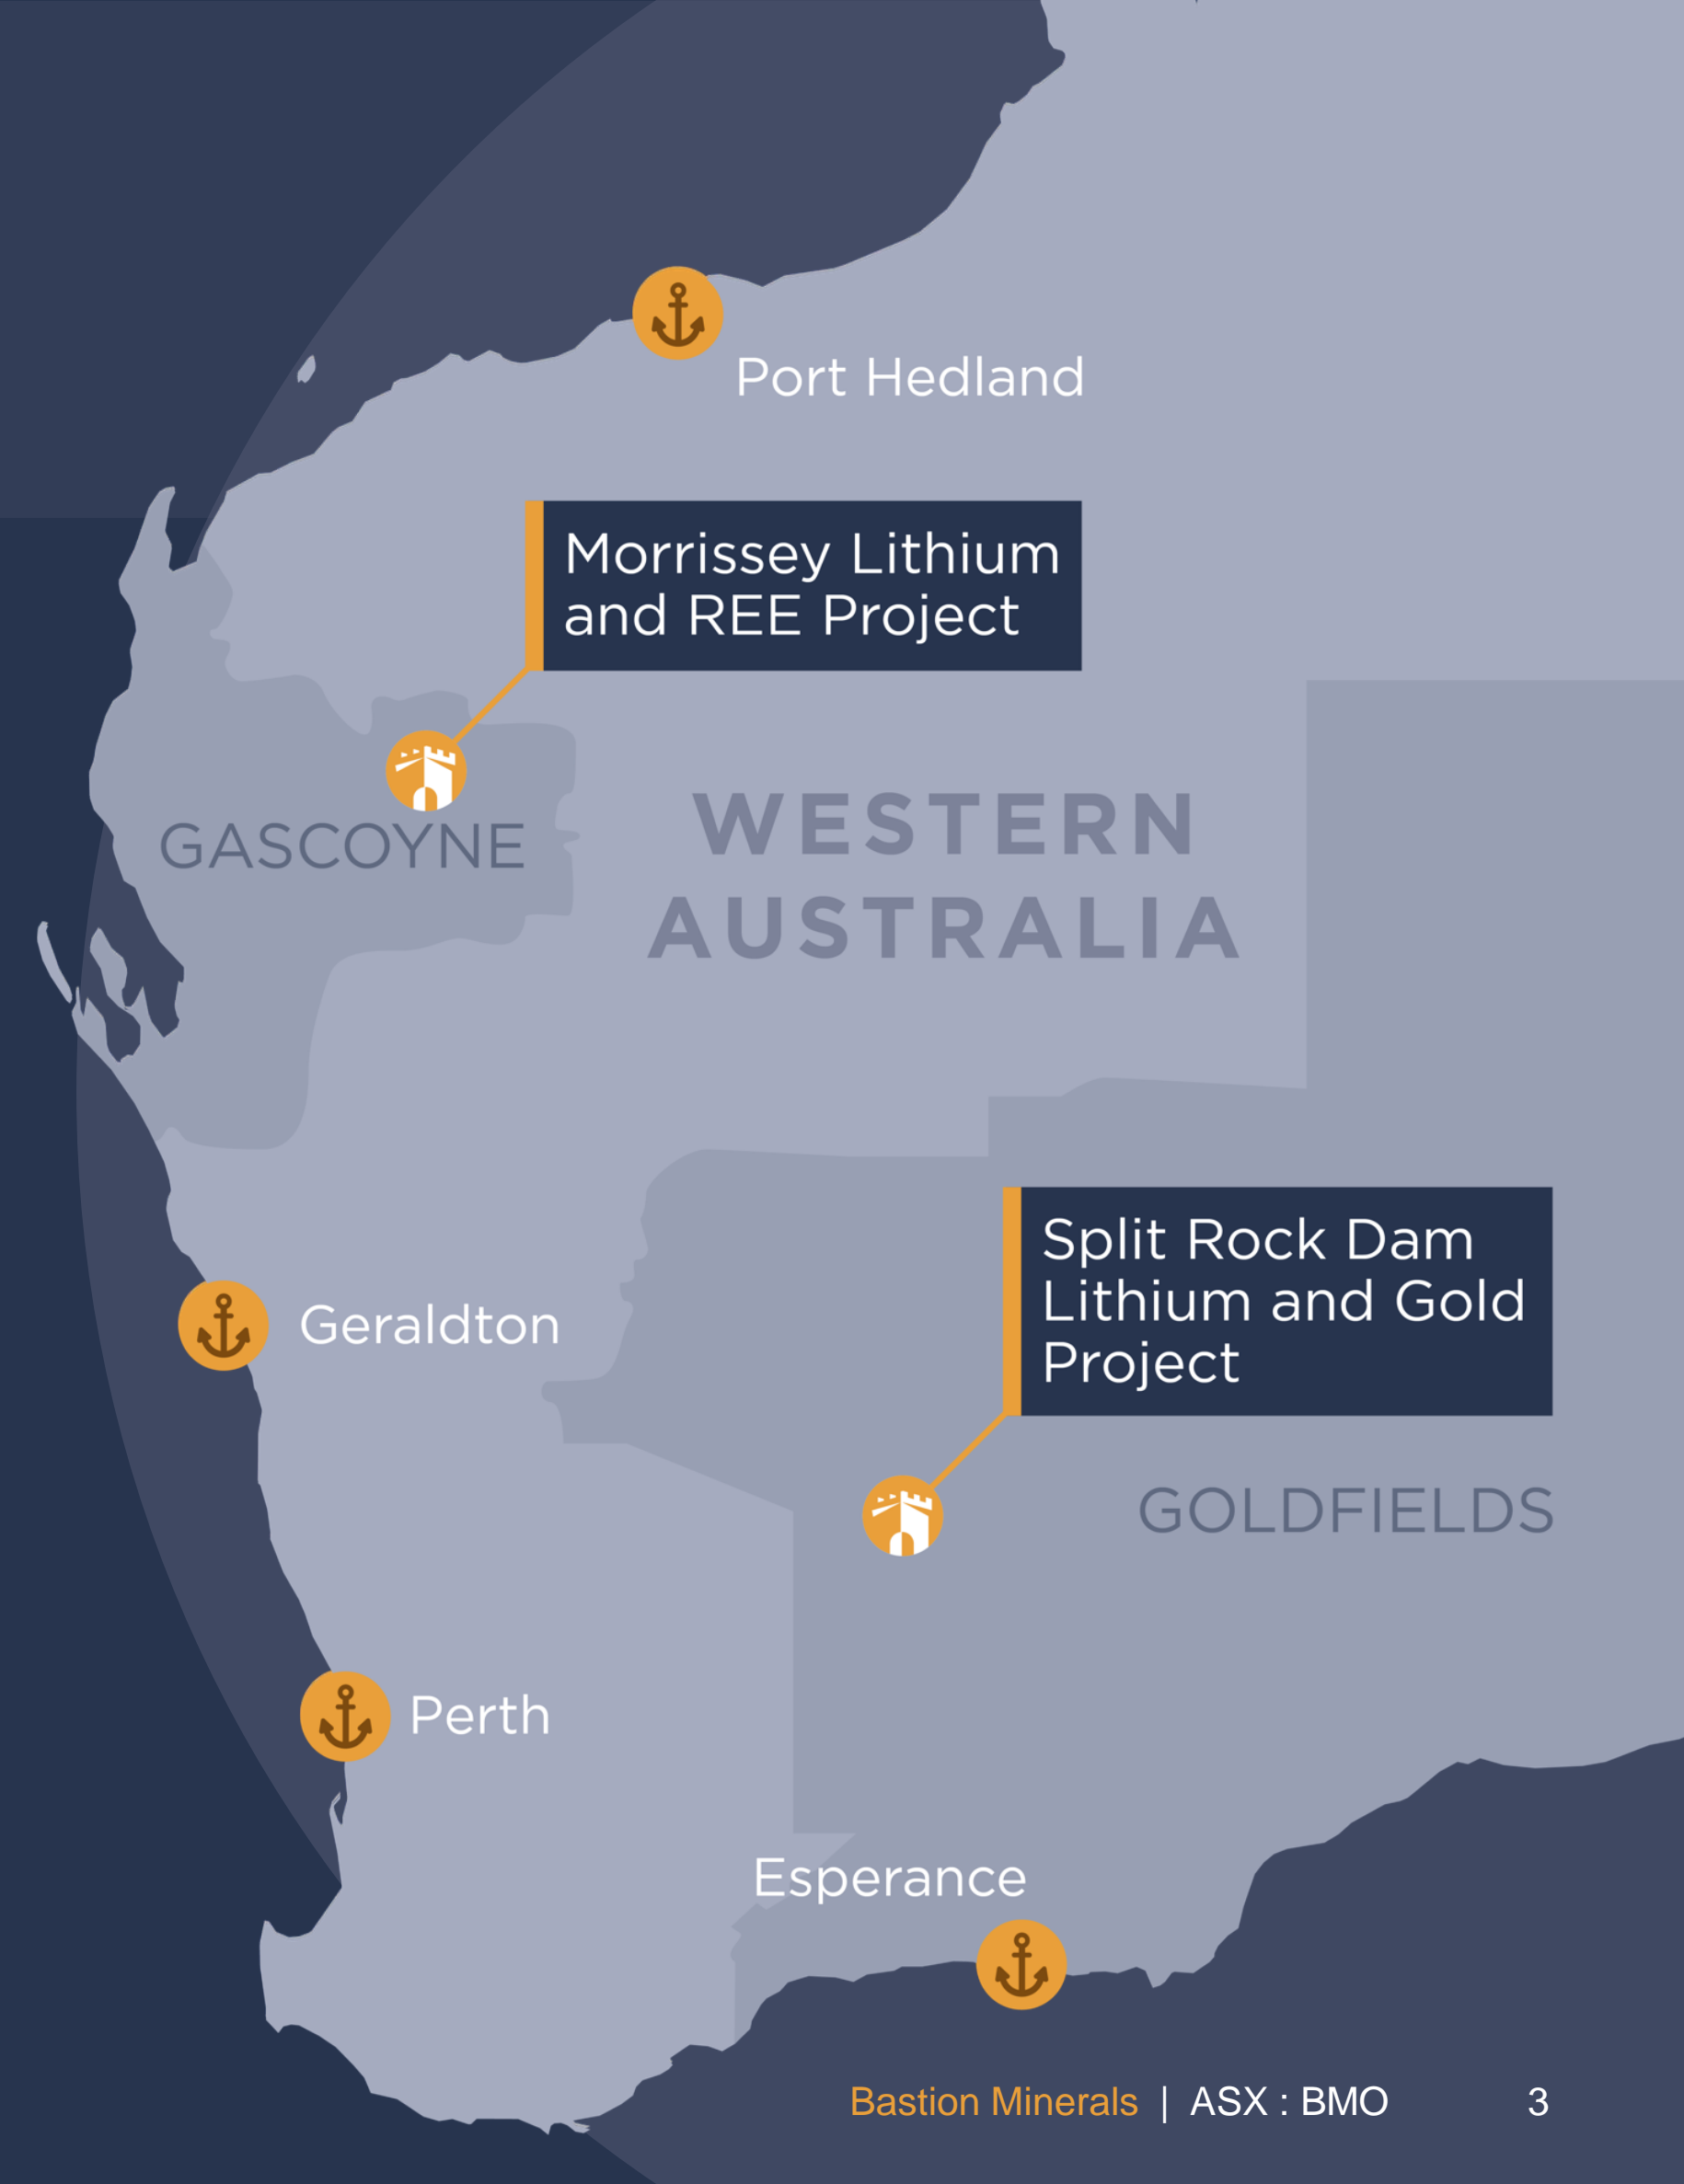 Port Hedland
Morrissey Lithium
and REE Project
WESTERN
AUSTRALIA
GASCOYNE
Split Rock Dam
Lithium and Gold
Project
Geraldton
GOLDFIELDS
Perth
Esperance
Bastion Minerals | ASX : BMO 3